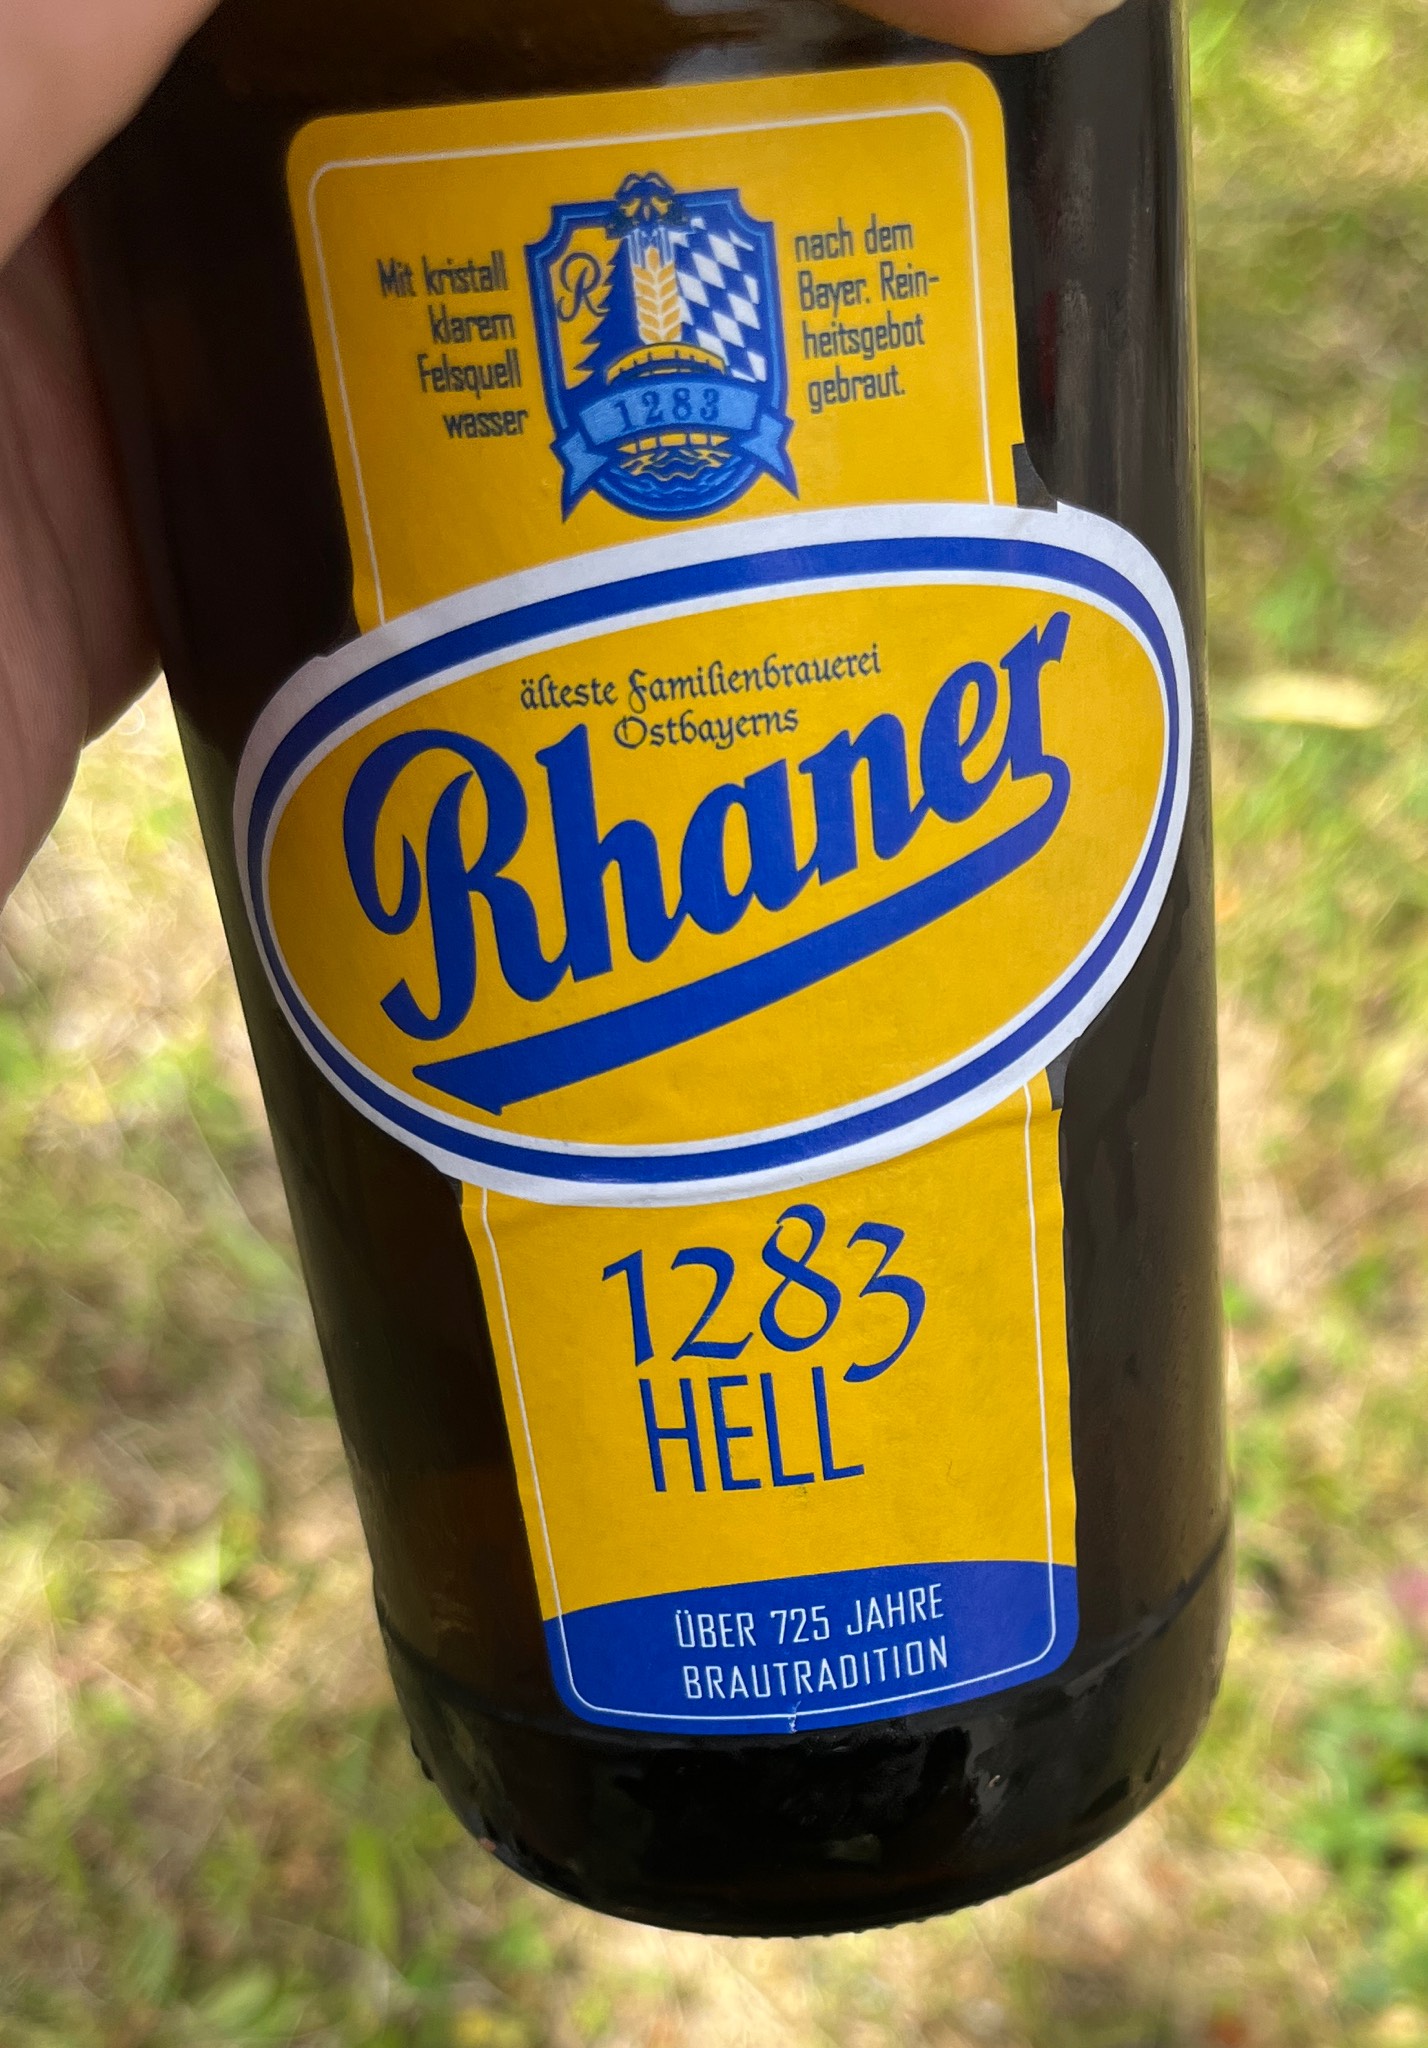 Mit kristall
klarem
Felsquell
wasser
R
1283
nach dem
Bayer. Rein-
heitsgebot
gebraut.
älteste Familienbrauerei
Ostbayerns
Rhaner
1283
HELL
ÜBER 725 JAHRE
BRAUTRADITION